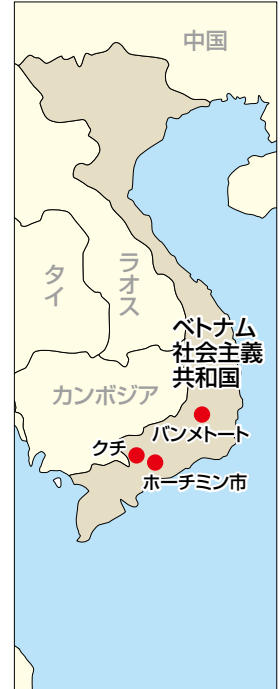 中国
ラオス
タイ
ベトナム
社会主義
共和国
カンボジア
バンメトート
クチ
ホーチミン市